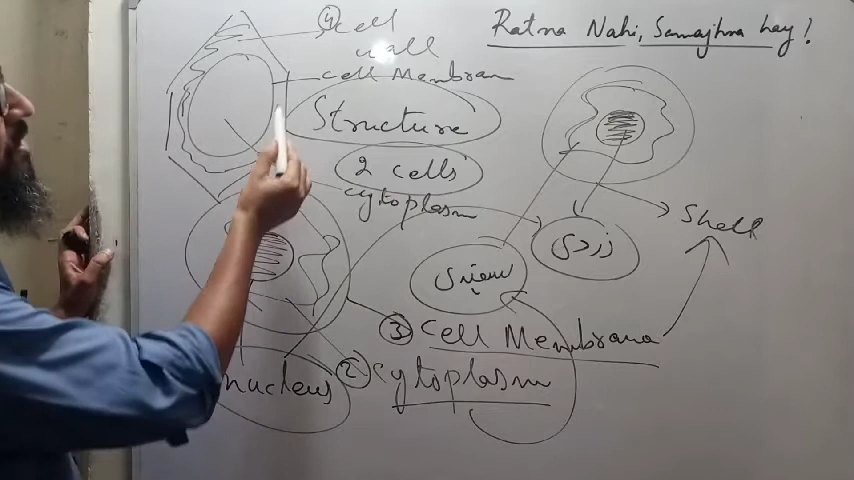 Ratna Nahi, Samajhna hay!
④ cell
wall
cell Membran
Structure
2 cells
cytoplasm
Shell
زردی
سفیدی
③ cell Membrana
② cytoplasm
nucleus